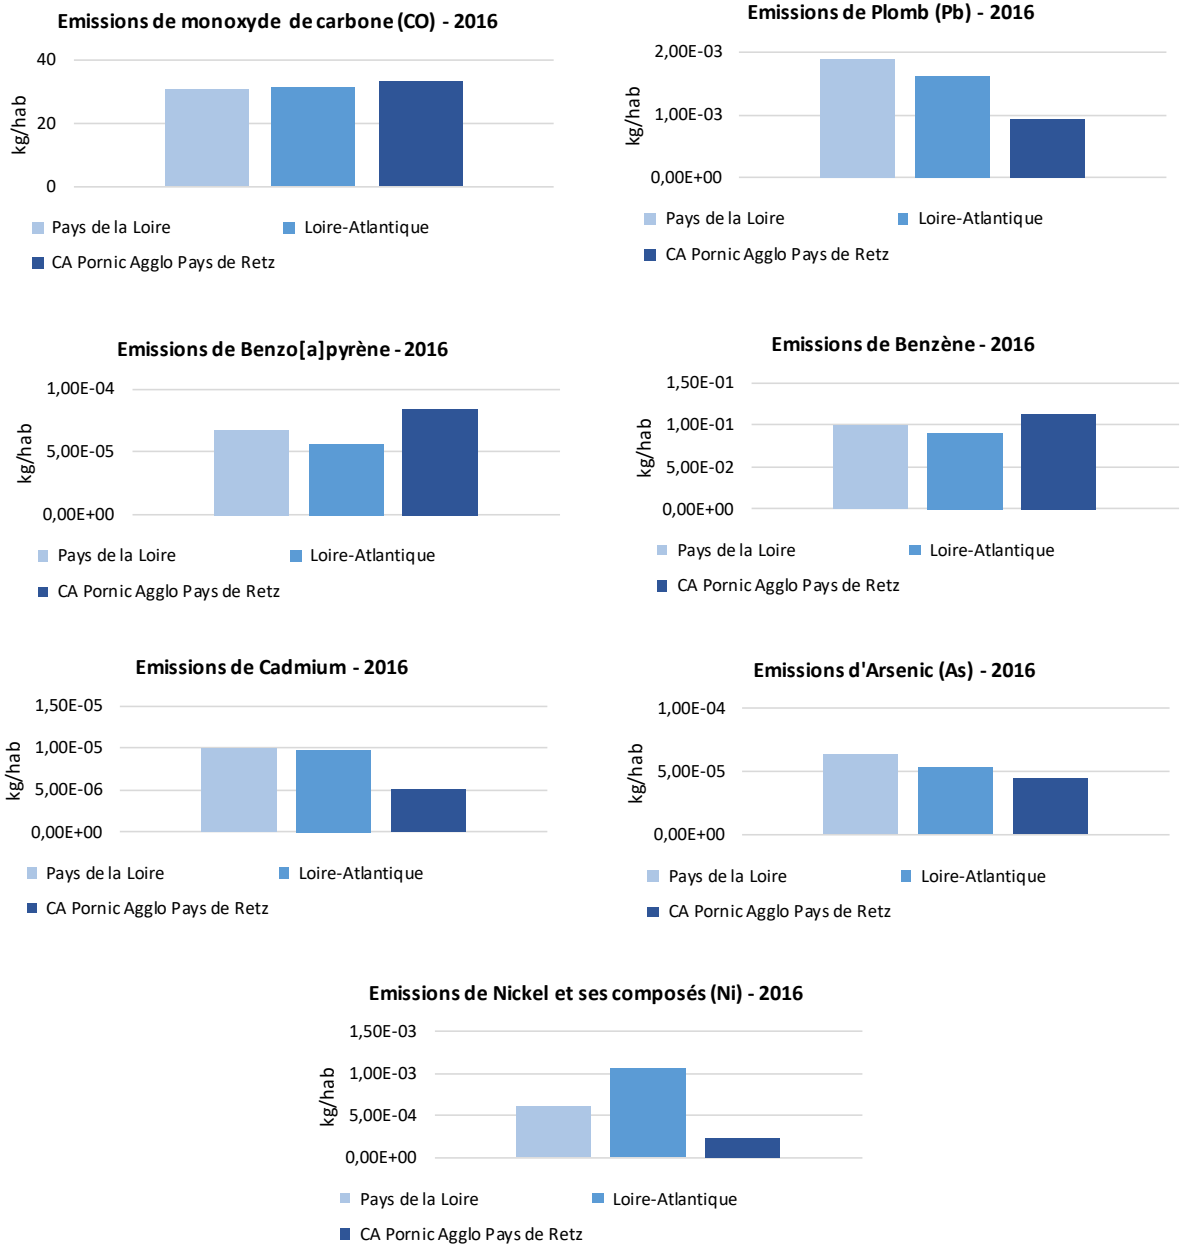 Emissions de monoxyde de carbone (CO) - 2016
40
20
0
kg/hab
Pays de la Loire
Loire-Atlantique
CA Pornic Agglo Pays de Retz
Emissions de Plomb (Pb) - 2016
2,00E-03
1,00E-03
0,00E+00
kg/hab
Pays de la Loire
Loire-Atlantique
CA Pornic Agglo Pays de Retz
Emissions de Benzo[a]pyrène - 2016
1,00E-04
5,00E-05
0,00E+00
kg/hab
Pays de la Loire
Loire-Atlantique
CA Pornic Agglo Pays de Retz
Emissions de Benzène - 2016
1,50E-01
1,00E-01
5,00E-02
0,00E+00
kg/hab
Pays de la Loire
Loire-Atlantique
CA Pornic Agglo Pays de Retz
Emissions de Cadmium - 2016
1,50E-05
1,00E-05
5,00E-06
0,00E+00
kg/hab
Pays de la Loire
Loire-Atlantique
CA Pornic Agglo Pays de Retz
Emissions d'Arsenic (As) - 2016
1,00E-04
5,00E-05
0,00E+00
kg/hab
Pays de la Loire
Loire-Atlantique
CA Pornic Agglo Pays de Retz
Emissions de Nickel et ses composés (Ni) - 2016
1,50E-03
1,00E-03
5,00E-04
0,00E+00
kg/hab
Pays de la Loire
Loire-Atlantique
CA Pornic Agglo Pays de Retz